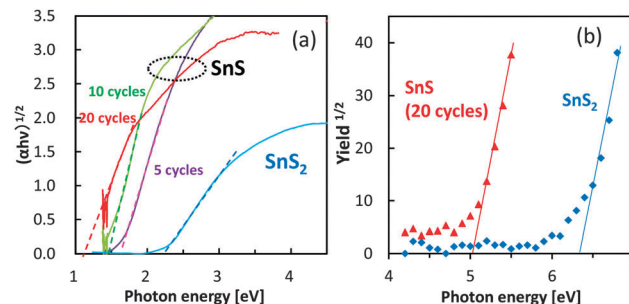 (a)
SnS
10 cycles
20 cycles
5 cycles
SnS2
(αhν) 1/2
3.5
3.0
2.5
2.0
1.5
1.0
0.5
0.0
1 2 3 4
Photon energy [eV]
(b)
SnS
(20 cycles)
SnS2
Yield 1/2
40
30
20
10
0
4 5 6 7
Photon energy [eV]